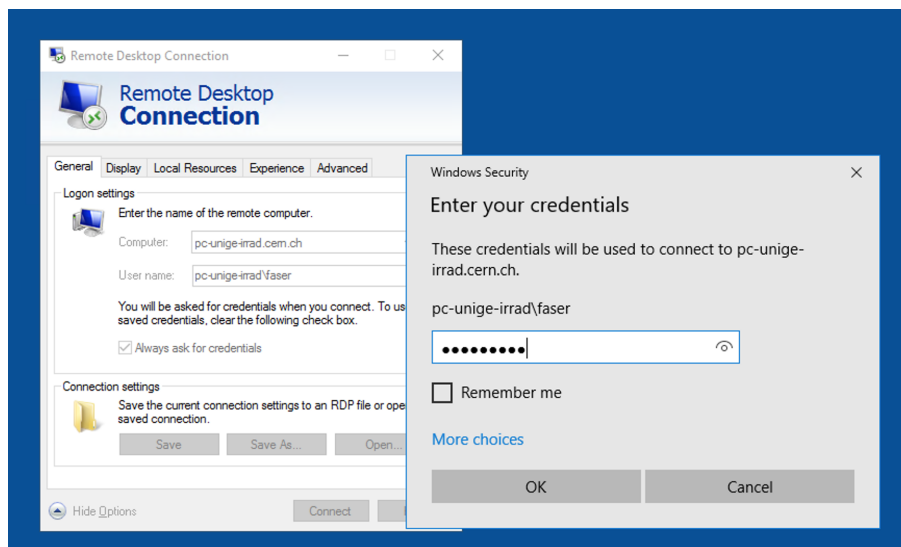 Remote Desktop Connection
Remote Desktop
Connection
General Display Local Resources Experience Advanced
Logon settings
Enter the name of the remote computer.
Computer: pc-unige-irrad.cern.ch
User name: pc-unige-irrad\faser
You will be asked for credentials when you connect. To us
saved credentials, clear the following check box.
Always ask for credentials
Connection settings
Save the current connection settings to an RDP file or ope
saved connection.
Save Save As... Open...
Hide Options Connect
Windows Security
Enter your credentials
These credentials will be used to connect to pc-unige-
irrad.cern.ch.
pc-unige-irrad\faser
●●●●●●●●●
Remember me
More choices
OK Cancel